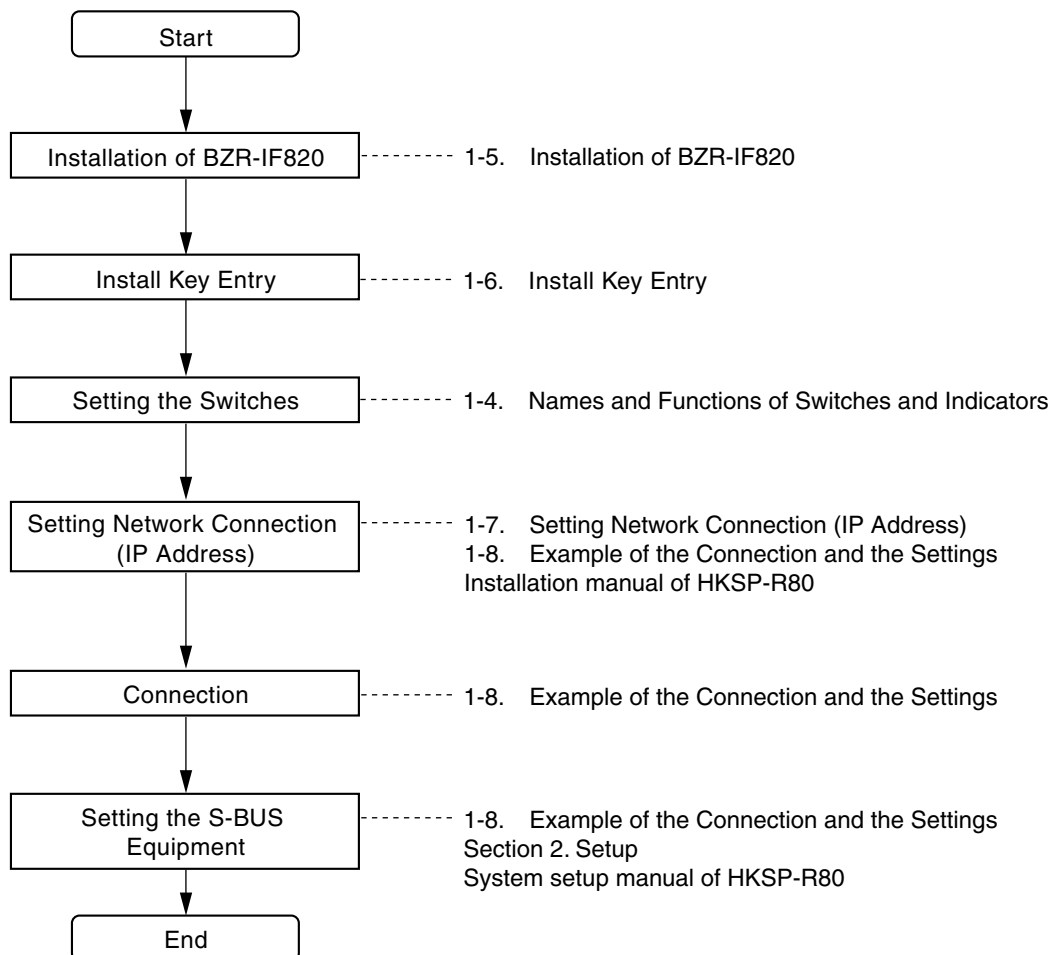 Start
Installation of BZR-IF820
1-5. Installation of BZR-IF820
Install Key Entry
1-6. Install Key Entry
Setting the Switches
1-4. Names and Functions of Switches and Indicators
Setting Network Connection
(IP Address)
1-7. Setting Network Connection (IP Address)
1-8. Example of the Connection and the Settings
Installation manual of HKSP-R80
Connection
1-8. Example of the Connection and the Settings
Setting the S-BUS
Equipment
1-8. Example of the Connection and the Settings
Section 2. Setup
System setup manual of HKSP-R80
End